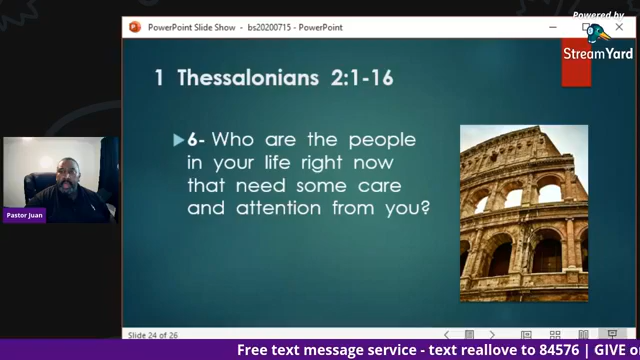 PowerPoint Slide Show - bs20200715 - PowerPoint
Powered by
StreamYard
1 Thessalonians 2:1-16
6- Who are the people
in your life right now
that need some care
and attention from you?
Pastor Juan
Slide 24 of 26
Free text message service - text reallove to 84576 | GIVE o